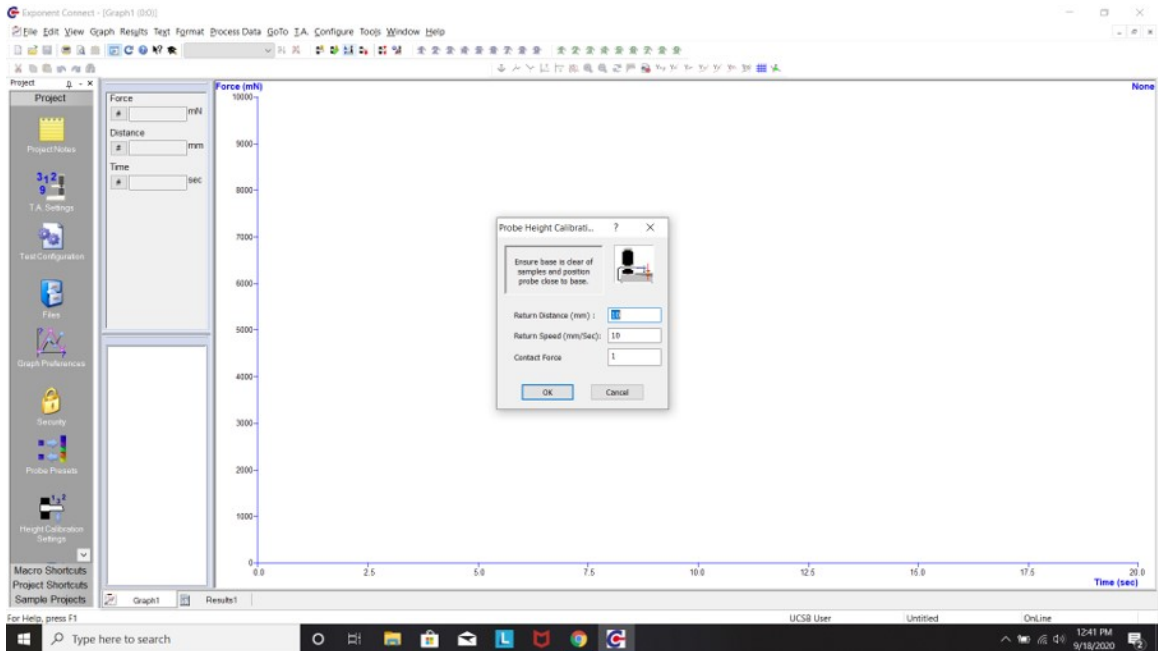 Exponent Connect - [Graph1 (0:0)]
File Edit View Graph Results Text Format Process Data GoTo T.A. Configure Tools Window Help
Project
Project
Project Notes
T.A. Settings
Test Configuration
Files
Graph Preferences
Security
Probe Presets
Height Calibration
Settings
Macro Shortcuts
Project Shortcuts
Sample Projects
Force
# mN
Distance
# mm
Time
# sec
Force (mN)
None
10000
9000
8000
7000
6000
5000
4000
3000
2000
1000
0
0.0 2.5 5.0 7.5 10.0 12.5 15.0 17.5 20.0
Time (sec)
Probe Height Calibrati... ?
Ensure base is clear of
samples and position
probe close to base.
Return Distance (mm) : 10
Return Speed (mm/Sec): 10
Contact Force 1
OK Cancel
Graph1 Results1
For Help, press F1 UCSB User Untitled OnLine
Type here to search
12:41 PM
9/18/2020